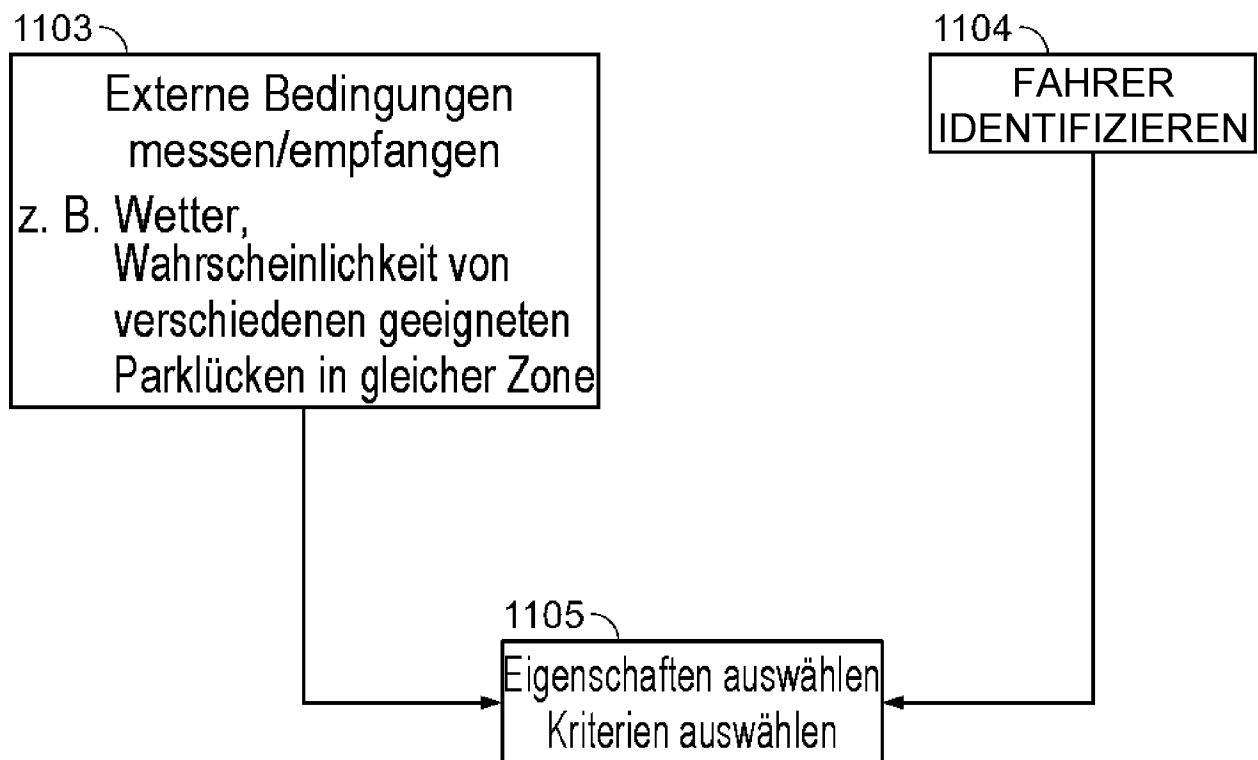 1103
Externe Bedingungen
messen/empfangen
z. B. Wetter,
Wahrscheinlichkeit von
verschiedenen geeigneten
Parklücken in gleicher Zone
1104
FAHRER
IDENTIFIZIEREN
1105
Eigenschaften auswählen
Kriterien auswählen